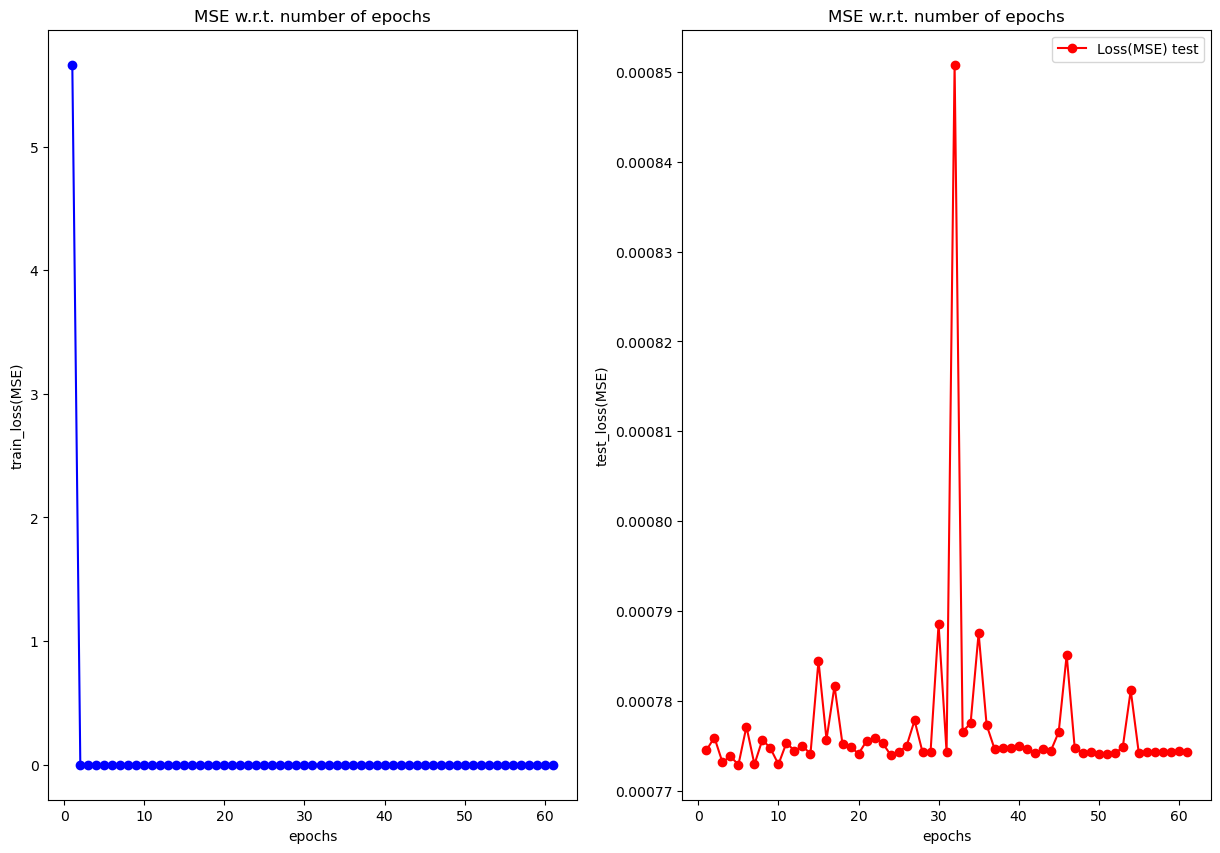 MSE w.r.t. number of epochs
train_loss(MSE)
5
4
3
2
1
0
0 10 20 30 40 50 60
epochs
MSE w.r.t. number of epochs
Loss(MSE) test
test_loss(MSE)
0.00085
0.00084
0.00083
0.00082
0.00081
0.00080
0.00079
0.00078
0.00077
0 10 20 30 40 50 60
epochs